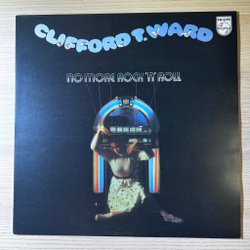 CLIFFORD T. WARD
PHILIPS
NO MORE ROCK 'N' ROLL